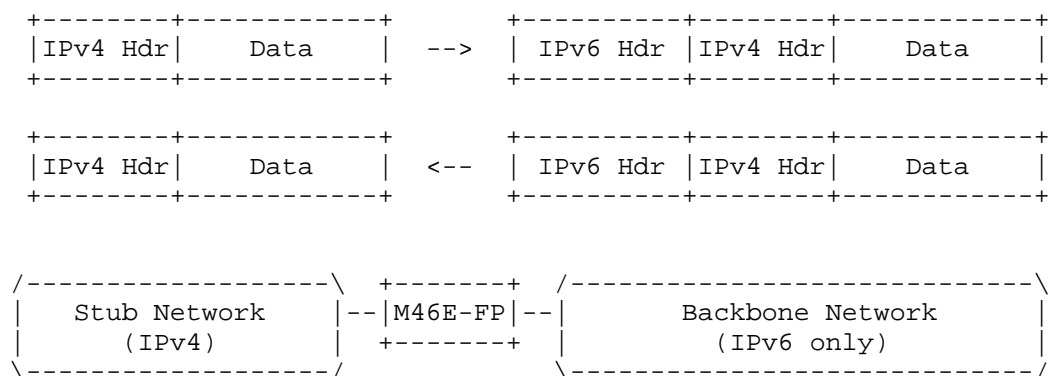 +--------+------------+      +----------+--------+------------+
|IPv4 Hdr|    Data    |  -->  | IPv6 Hdr |IPv4 Hdr|    Data    |
+--------+------------+      +----------+--------+------------+
+--------+------------+      +----------+--------+------------+
|IPv4 Hdr|    Data    |  <--  | IPv6 Hdr |IPv4 Hdr|    Data    |
+--------+------------+      +----------+--------+------------+
/-------------------\  +-------+  /-----------------------------\
|   Stub Network    |--|M46E-FP|--|       Backbone Network      |
|      (IPv4)       |  +-------+  |         (IPv6 only)         |
\-------------------/             \-----------------------------/